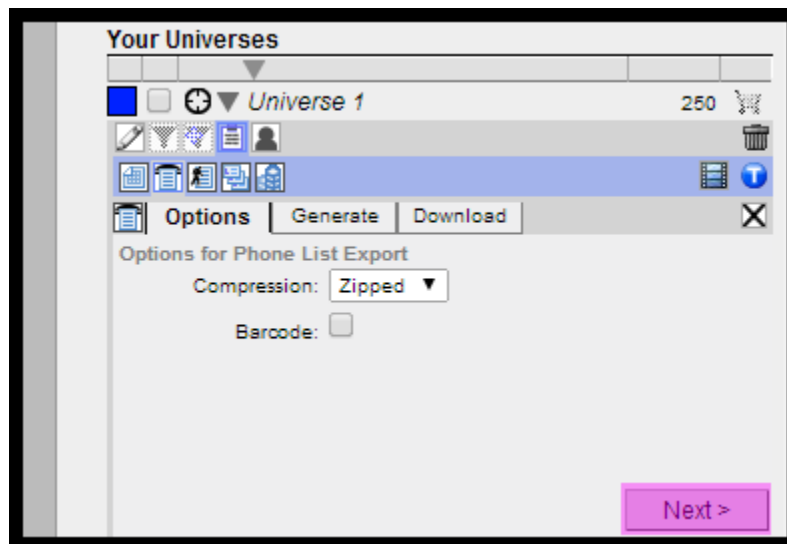 Your Universes
Universe 1 250
T
Options Generate Download
Options for Phone List Export
Compression: Zipped
Barcode:
Next >